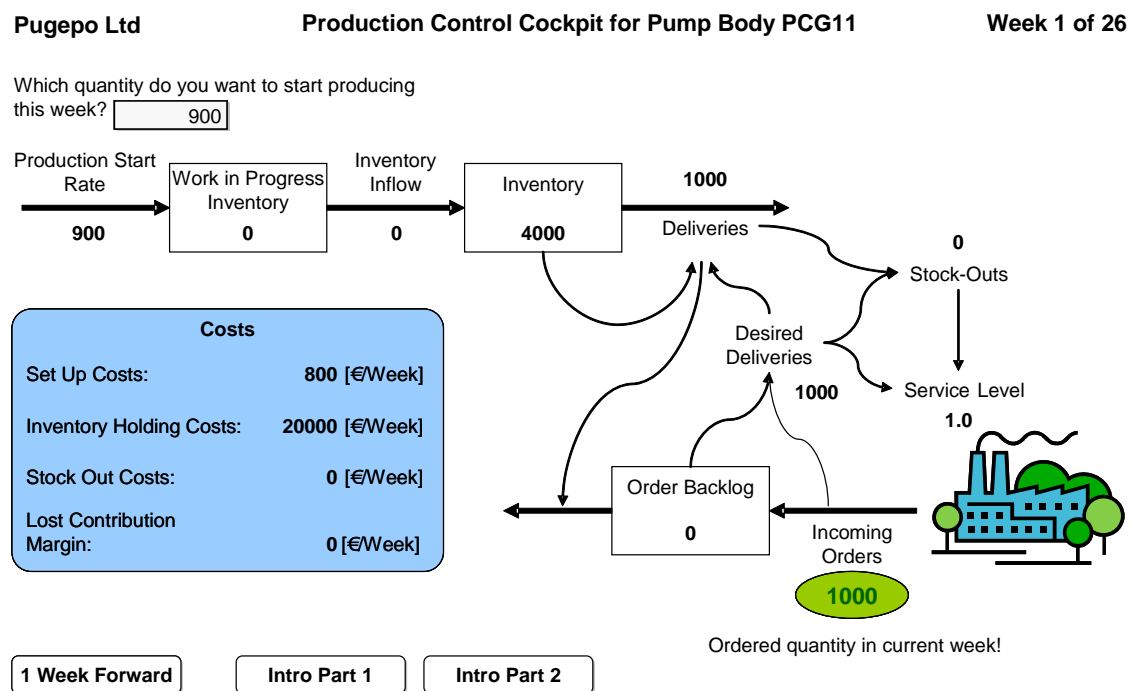 Pugepo Ltd
Production Control Cockpit for Pump Body PCG11
Week 1 of 26
Which quantity do you want to start producing
this week?
900
Production Start
Rate
900
Work in Progress
Inventory
0
Inventory
Inflow
0
Inventory
4000
1000
Deliveries
0
Stock-Outs
Desired
Deliveries
1000
Service Level
1.0
Costs
Set Up Costs: 800 [€/Week]
Inventory Holding Costs: 20000 [€/Week]
Stock Out Costs: 0 [€/Week]
Lost Contribution
Margin: 0 [€/Week]
Order Backlog
0
Incoming
Orders
1000
Ordered quantity in current week!
1 Week Forward
Intro Part 1
Intro Part 2